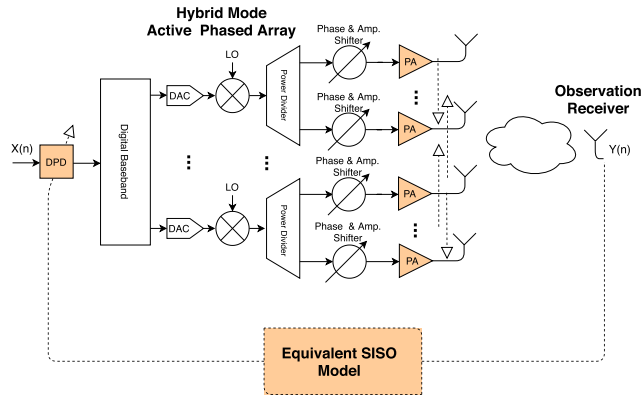 Hybrid Mode
Active Phased Array
Phase & Amp.
Shifter
LO
PA
DAC
Power Divider
Phase & Amp.
Shifter
PA
Observation
Receiver
X(n)
DPD
Digital Baseband
Y(n)
LO
Phase & Amp.
Shifter
PA
DAC
Power Divider
Phase & Amp.
Shifter
PA
Equivalent SISO
Model